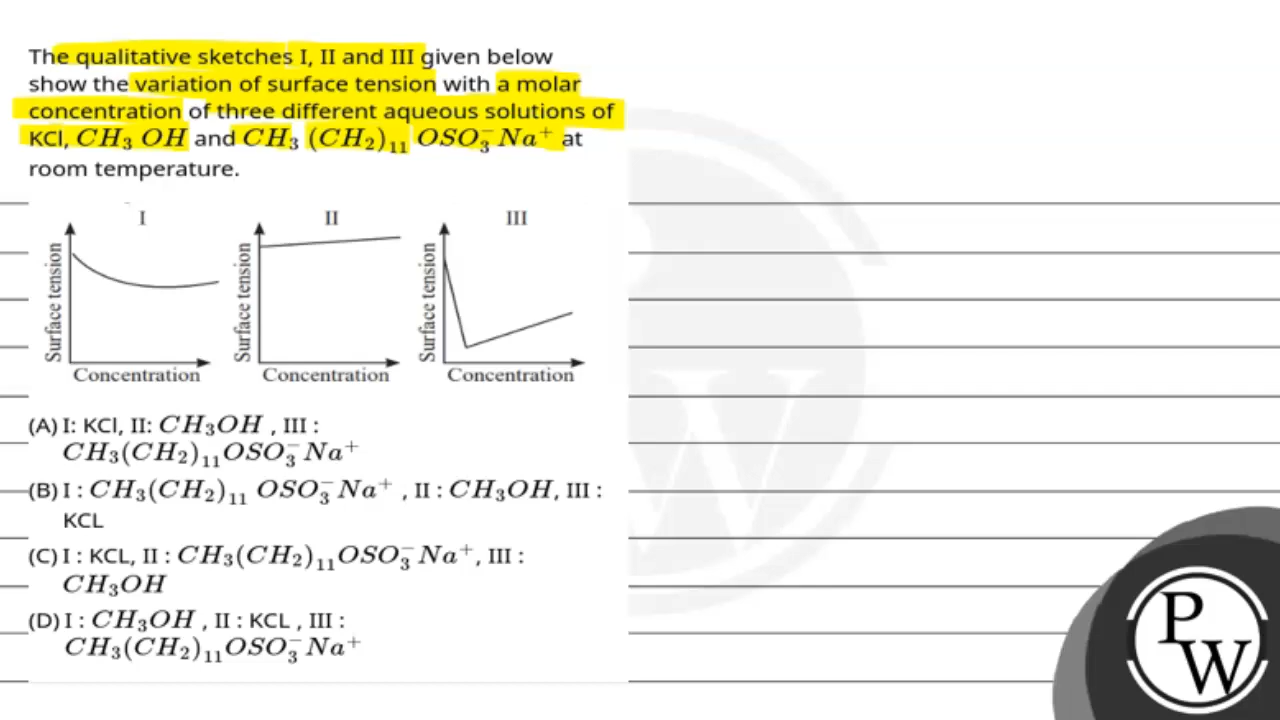 The qualitative sketches I, II and III given below
show the variation of surface tension with a molar
concentration of three different aqueous solutions of
KCl, CH₃ OH and CH₃ (CH₂)₁₁ OSO₃⁻ Na⁺ at
room temperature.
I II III
Surface tension Surface tension Surface tension
Concentration Concentration Concentration
(A) I: KCl, II: CH₃OH , III :
CH₃(CH₂)₁₁OSO₃⁻ Na⁺
(B) I : CH₃(CH₂)₁₁ OSO₃⁻ Na⁺ , II : CH₃OH, III :
KCL
(C) I : KCL, II : CH₃(CH₂)₁₁OSO₃⁻ Na⁺, III :
CH₃OH
(D) I : CH₃OH , II : KCL , III :
CH₃(CH₂)₁₁OSO₃⁻ Na⁺
P
W